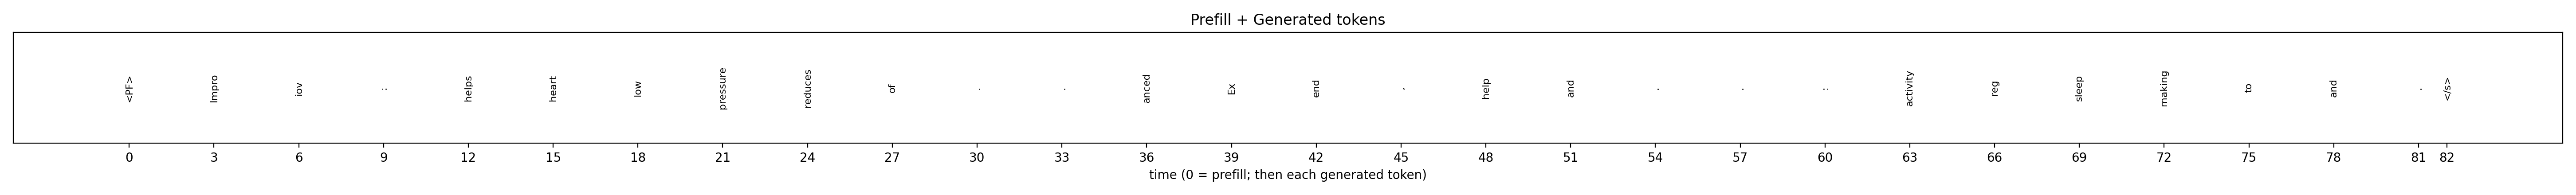 Prefill + Generated tokens
<PF> Impro iov : helps heart low pressure reduces of . . anced Ex end , help and . . : activity reg sleep making to and . </s>
0 3 6 9 12 15 18 21 24 27 30 33 36 39 42 45 48 51 54 57 60 63 66 69 72 75 78 81 82
time (0 = prefill; then each generated token)